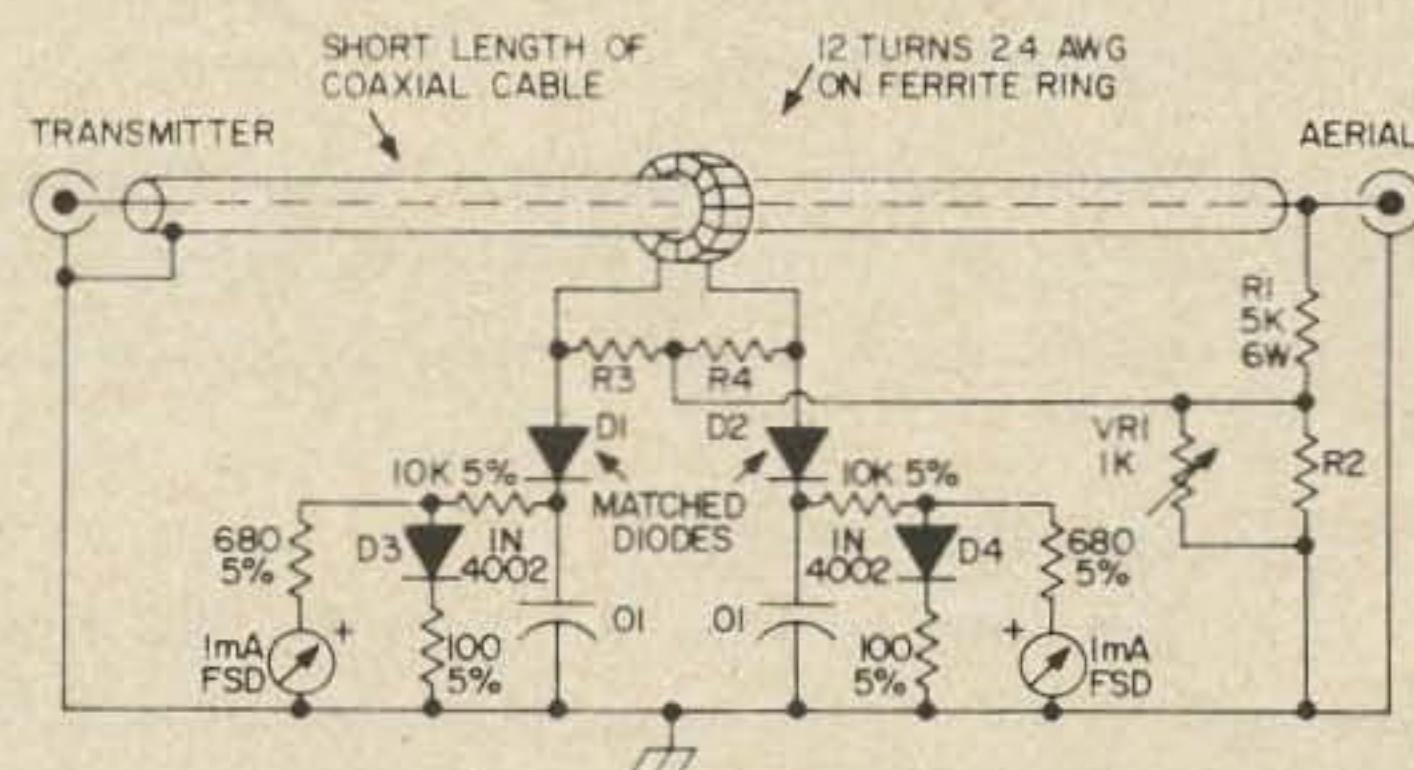 SHORT LENGTH OF
COAXIAL CABLE
12 TURNS 24 AWG
ON FERRITE RING
TRANSMITTER
AERIAL
R1
5K
6W
R3
R4
D1
D2
VR1
1K
R2
10K 5%
MATCHED
DIODES
10K 5%
680
5%
D3
1N
4002
1N
4002
D4
680
5%
.01
.01
+
1mA
FSD
100
5%
100
5%
+
1mA
FSD